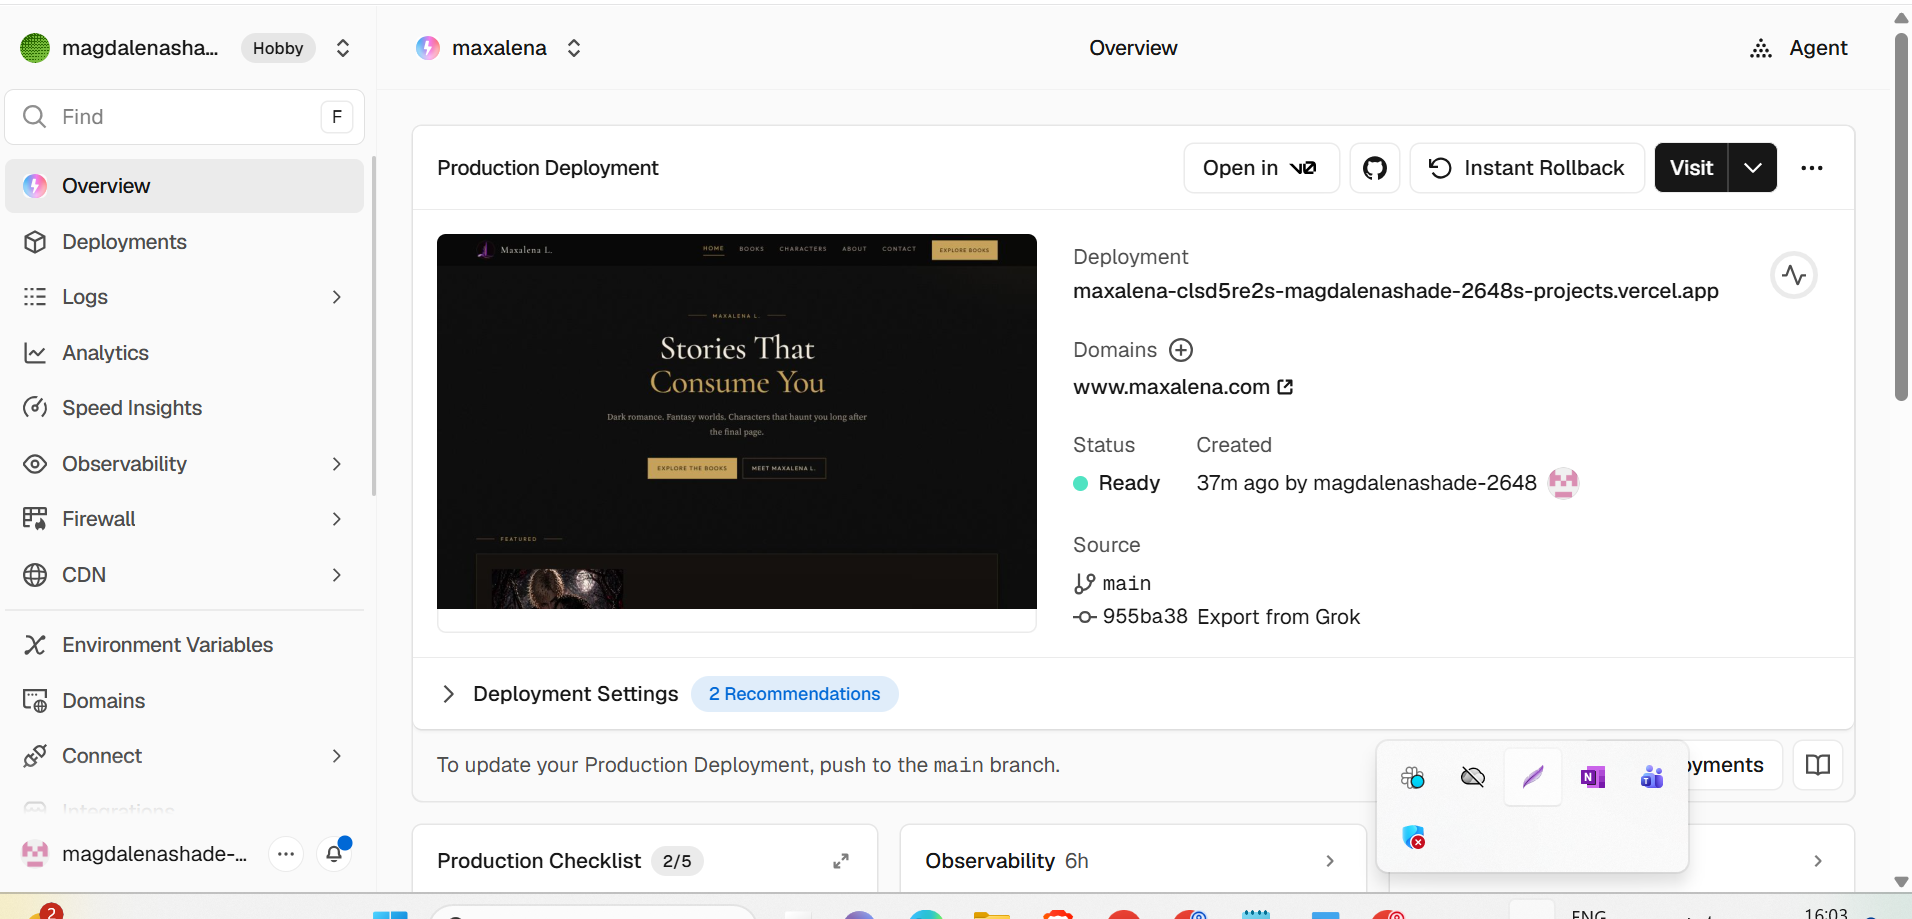 magdalenasha...
Hobby
maxalena
Overview
Agent
Find
F
Overview
Deployments
Logs
Analytics
Speed Insights
Observability
Firewall
CDN
Environment Variables
Domains
Connect
Integrations
magdalenashade-...
Production Deployment
Open in v0
Instant Rollback
Visit
Maxalena L.
HOME
BOOKS
CHARACTERS
ABOUT
CONTACT
EXPLORE BOOKS
MAXALENA L.
Stories That
Consume You
Dark romance. Fantasy worlds. Characters that haunt you long after
the final page.
EXPLORE THE BOOKS
MEET MAXALENA L.
FEATURED
Deployment
maxalena-clsd5re2s-magdalenashade-2648s-projects.vercel.app
Domains
www.maxalena.com
Status
Created
Ready
37m ago by magdalenashade-2648
Source
main
955ba38 Export from Grok
Deployment Settings
2 Recommendations
To update your Production Deployment, push to the main branch.
oyments
N
T
Production Checklist
2/5
Observability 6h
2
ENG
16:03